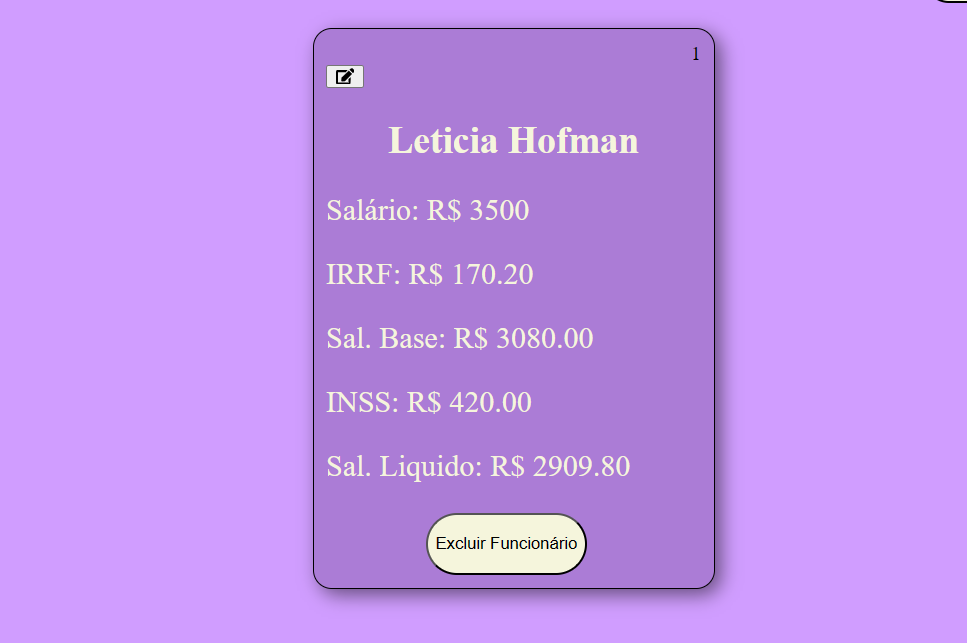 1
Leticia Hofman
Salário: R$ 3500
IRRF: R$ 170.20
Sal. Base: R$ 3080.00
INSS: R$ 420.00
Sal. Liquido: R$ 2909.80
Excluir Funcionário